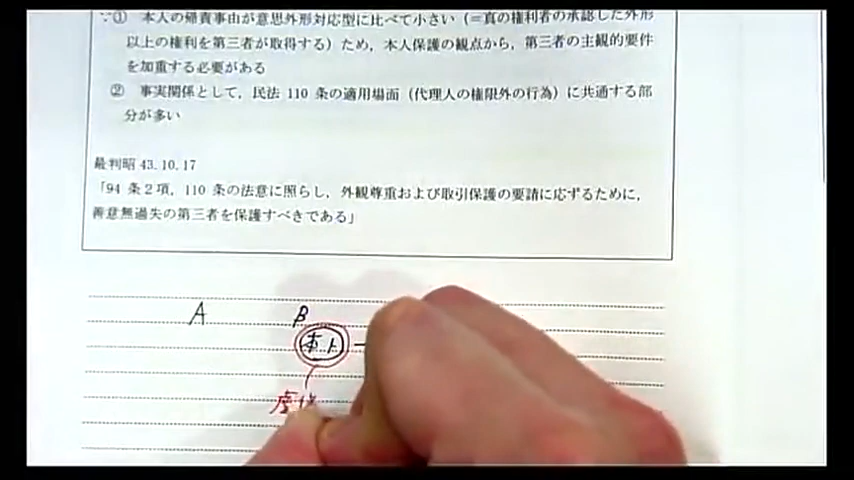 ∵① 本人の帰責事由が意思外形対応型に比べて小さい（＝真の権利者の承認した外形
以上の権利を第三者が取得する）ため，本人保護の観点から，第三者の主観的要件
を加重する必要がある
② 事実関係として，民法 110 条の適用場面（代理人の権限外の行為）に共通する部
分が多い
最判昭 43.10.17
「94 条２項，110 条の法意に照らし，外観尊重および取引保護の要請に応ずるために，
善意無過失の第三者を保護すべきである」
A B
本人
虚